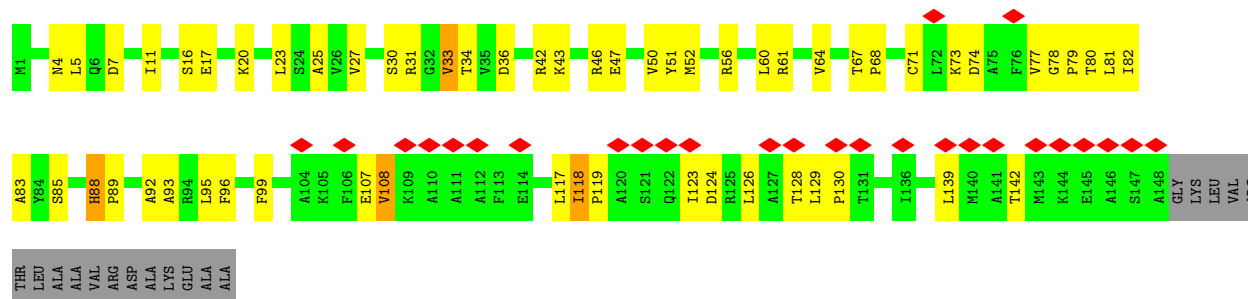 M1 N4 L5 Q6 D7 I11 S16 E17 K20 L23 S24 A25 V26 V27 S30 R31 G32 V33 T34 V35 D36 R42 K43 R46 E47 V50 Y51 M52 R56 L60 R61 V64 T67 P68 C71 L72 K73 D74 A75 F76 V77 G78 P79 T80 L81 I82
A83 Y84 S85 H88 P89 A92 A93 R94 L95 F96 F99 A104 K105 F106 E107 V108 K109 A110 A111 A112 F113 E114 L117 I118 P119 A120 S121 Q122 I123 D124 R125 L126 A127 T128 L129 P130 T131 I136 L139 M140 A141 T142 M143 K144 E145 A146 S147 A148 GLY LYS LEU VAL
THR LEU ALA ALA VAL ARG ASP ALA LYS GLU ALA ALA